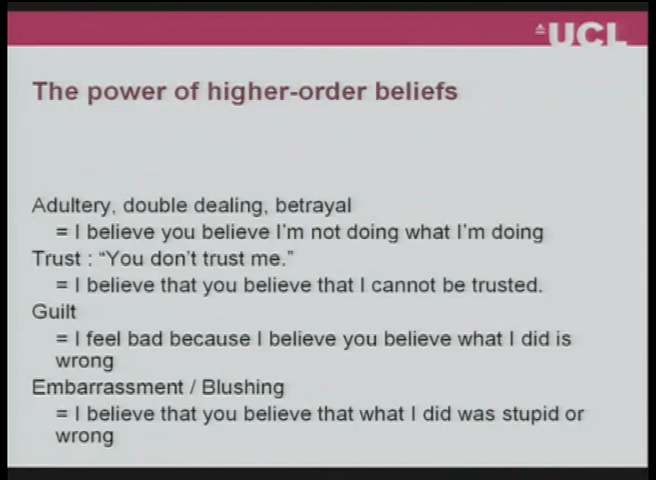 UCL
The power of higher-order beliefs
Adultery, double dealing, betrayal
= I believe you believe I'm not doing what I'm doing
Trust : “You don't trust me.”
= I believe that you believe that I cannot be trusted.
Guilt
= I feel bad because I believe you believe what I did is
wrong
Embarrassment / Blushing
= I believe that you believe that what I did was stupid or
wrong